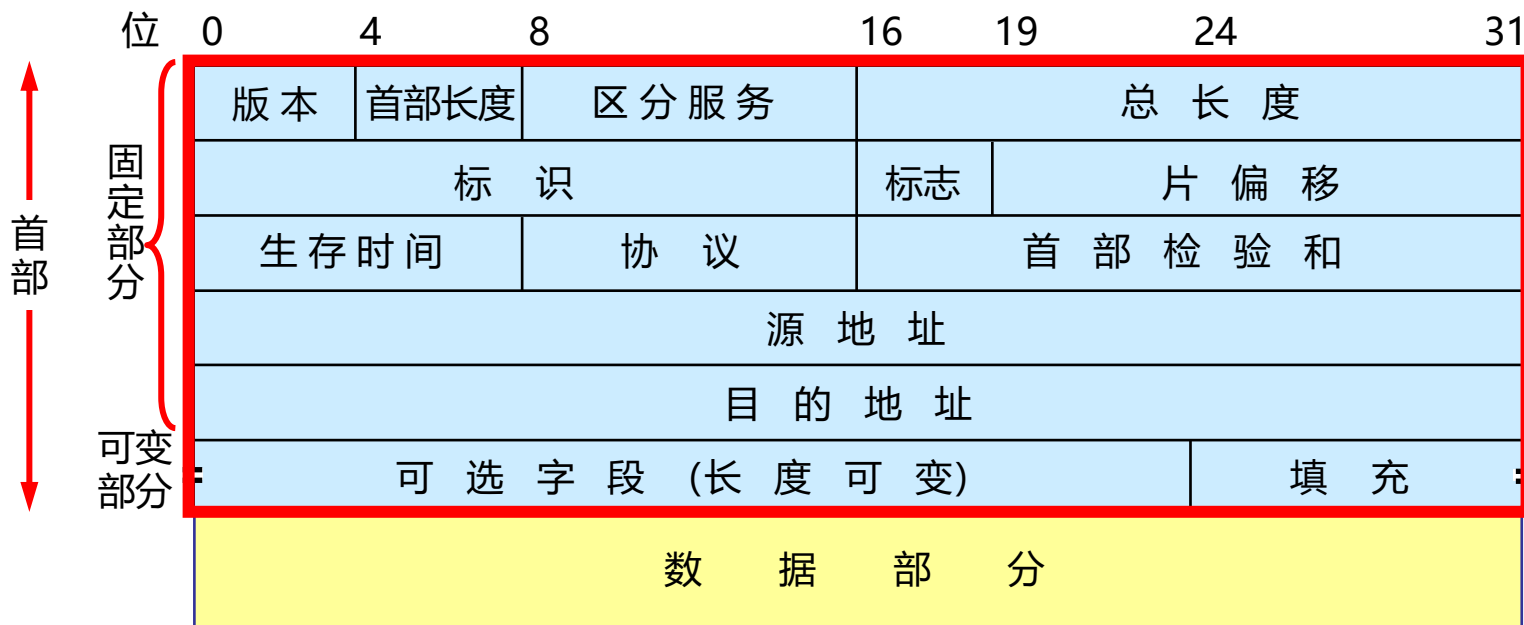 位 0 4 8 16 19 24 31
版本 首部长度 区分服务 总长度
标识 标志 片偏移
生存时间 协议 首部检验和
源地址
目的地址
可选字段 (长度可变) 填充
数据部分
首部
固定部分
可变
部分